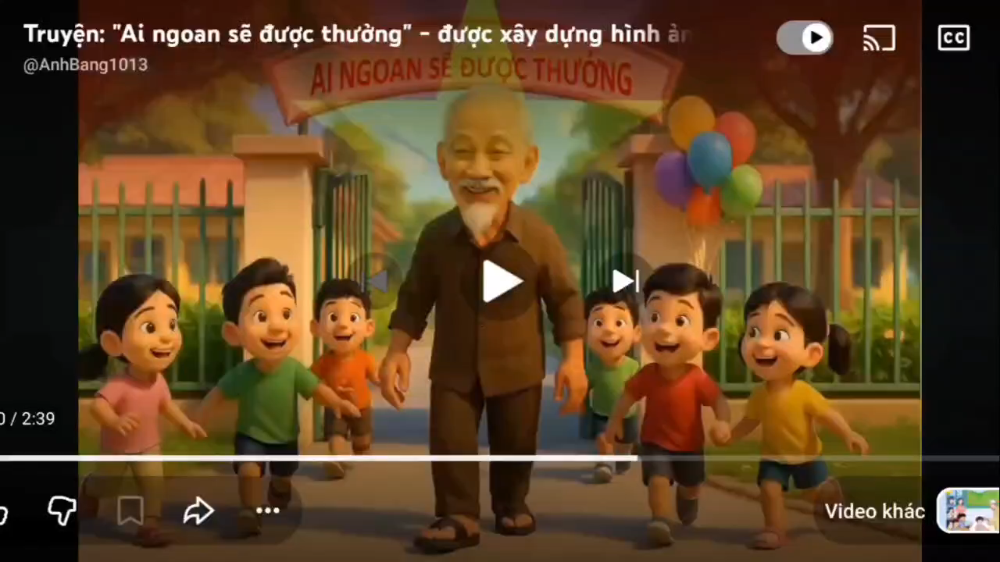 Truyện: "Ai ngoan sẽ được thưởng" - được xây dựng hình ản
@AnhBang1013
CC
AI NGOAN SẼ ĐƯỢC THƯỞNG
0 / 2:39
Video khác